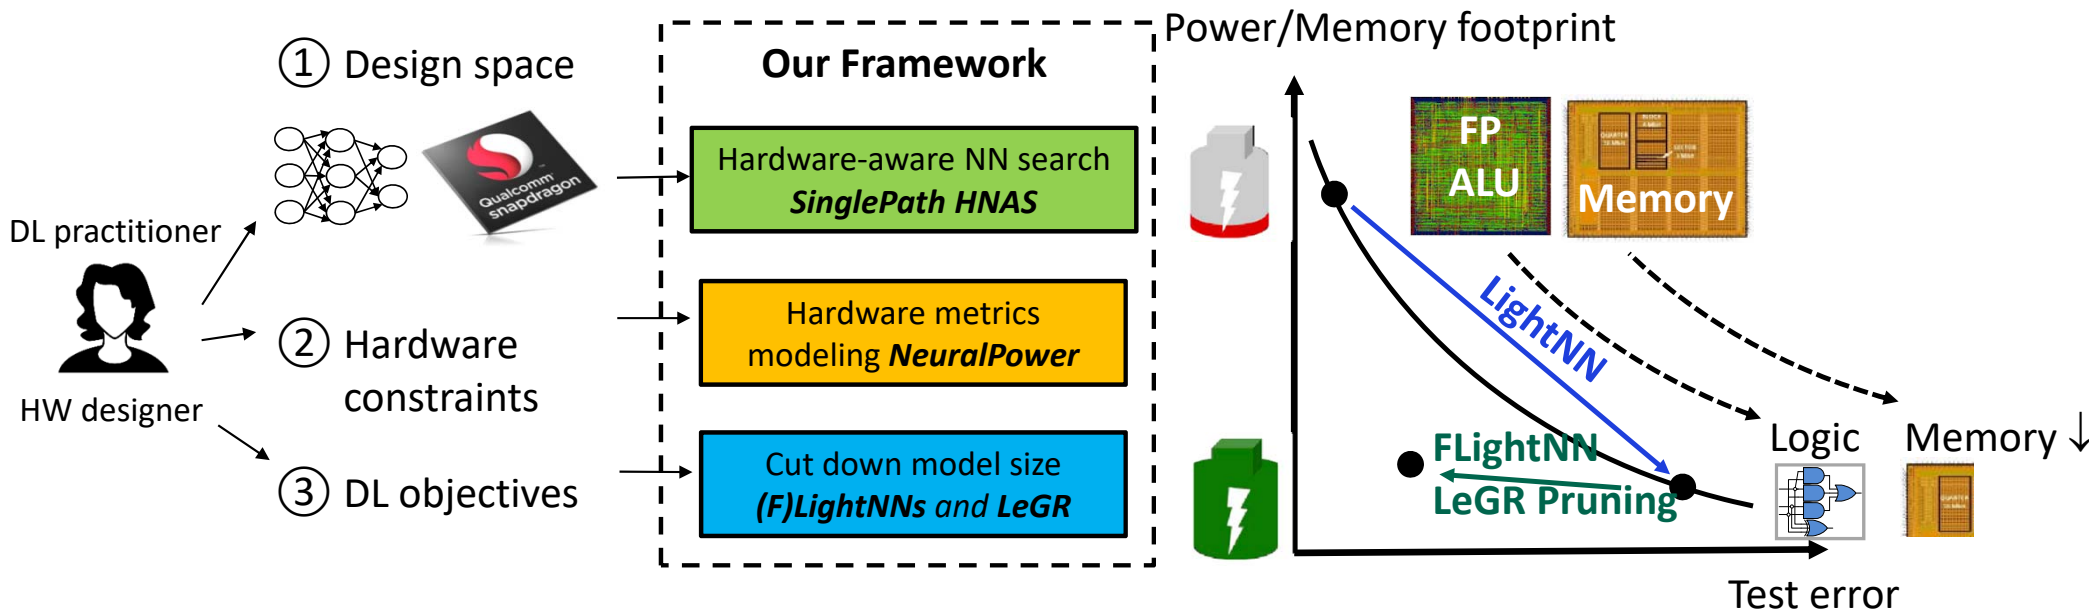 ① Design space
Qualcomm
snapdragon
DL practitioner
HW designer
② Hardware
constraints
③ DL objectives
Our Framework
Hardware-aware NN search
SinglePath HNAS
Hardware metrics
modeling NeuralPower
Cut down model size
(F)LightNNs and LeGR
Power/Memory footprint
FP
ALU
Memory
LightNN
FLightNN
LeGR Pruning
Logic
Memory ↓
Test error